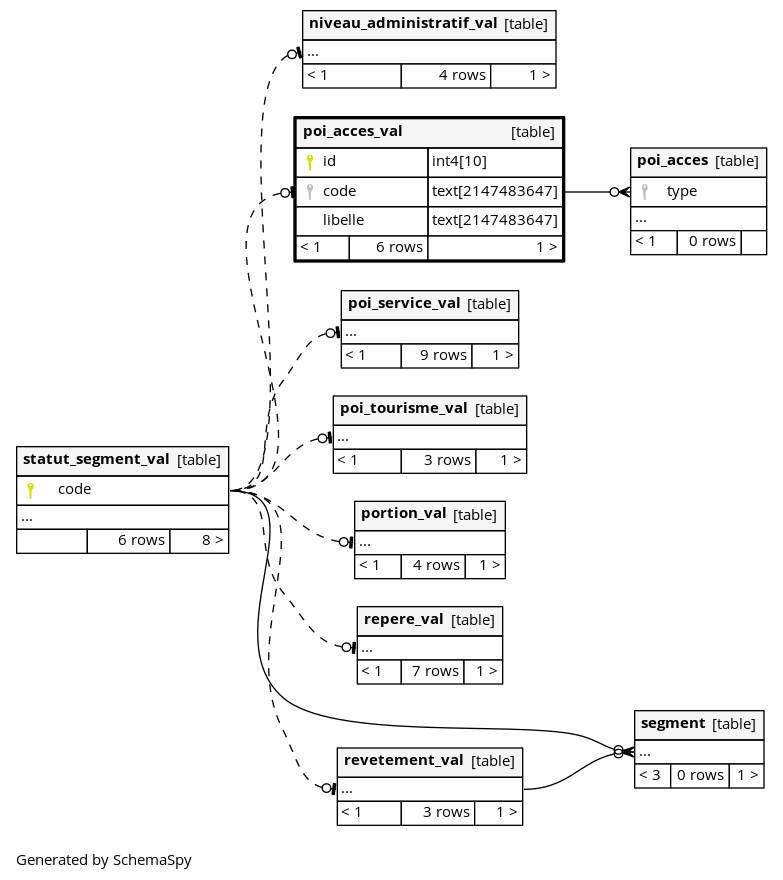 niveau_administratif_val [table]
...
< 1 4 rows 1 >
poi_acces_val [table]
id int4[10]
code text[2147483647]
libelle text[2147483647]
< 1 6 rows 1 >
poi_acces [table]
type
...
< 1 0 rows
poi_service_val [table]
...
< 1 9 rows 1 >
poi_tourisme_val [table]
...
< 1 3 rows 1 >
statut_segment_val [table]
code
...
6 rows 8 >
portion_val [table]
...
< 1 4 rows 1 >
repere_val [table]
...
< 1 7 rows 1 >
segment [table]
...
< 3 0 rows 1 >
revetement_val [table]
...
< 1 3 rows 1 >
Generated by SchemaSpy